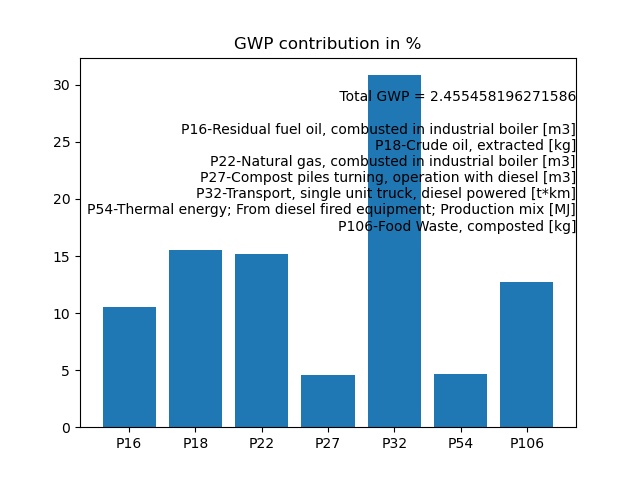 GWP contribution in %
30
25
20
15
10
5
0
Total GWP = 2.455458196271586
P16-Residual fuel oil, combusted in industrial boiler [m3]
P18-Crude oil, extracted [kg]
P22-Natural gas, combusted in industrial boiler [m3]
P27-Compost piles turning, operation with diesel [m3]
P32-Transport, single unit truck, diesel powered [t*km]
P54-Thermal energy; From diesel fired equipment; Production mix [MJ]
P106-Food Waste, composted [kg]
P16 P18 P22 P27 P32 P54 P106